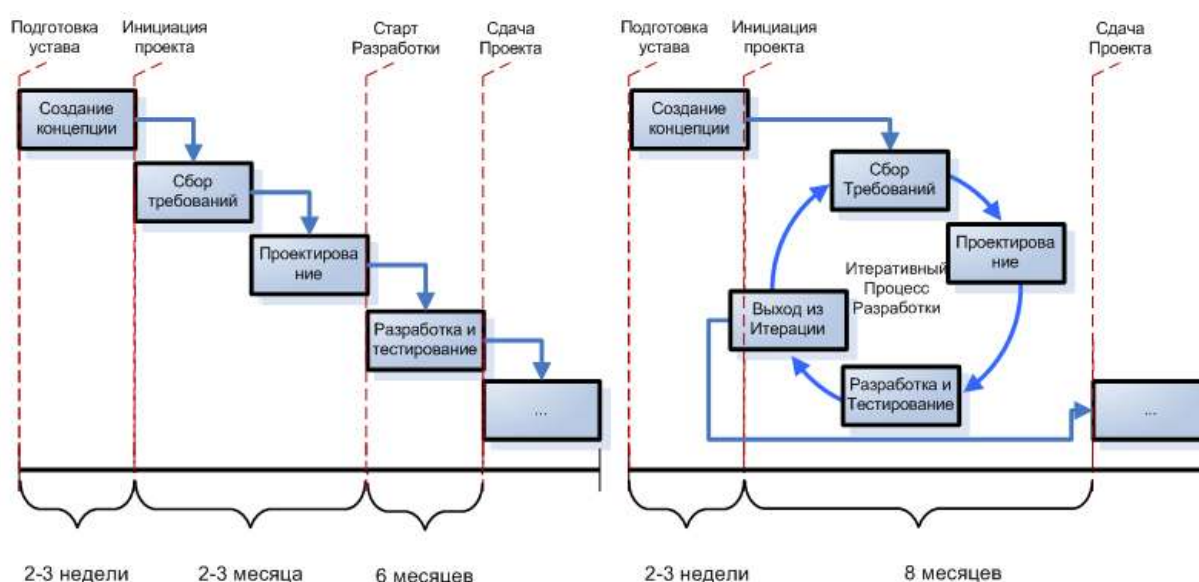 Подготовка
устава
Инициация
проекта
Старт
Разработки
Сдача
Проекта
Создание
концепции
Сбор
требований
Проектирова
ние
Разработка и
тестирование
...
2-3 недели
2-3 месяца
6 месяцев
Подготовка
устава
Инициация
проекта
Сдача
Проекта
Создание
концепции
Сбор
Требований
Проектирова
ние
Итеративный
Процесс
Разработки
Выход из
Итерации
Разработка и
Тестирование
...
2-3 недели
8 месяцев